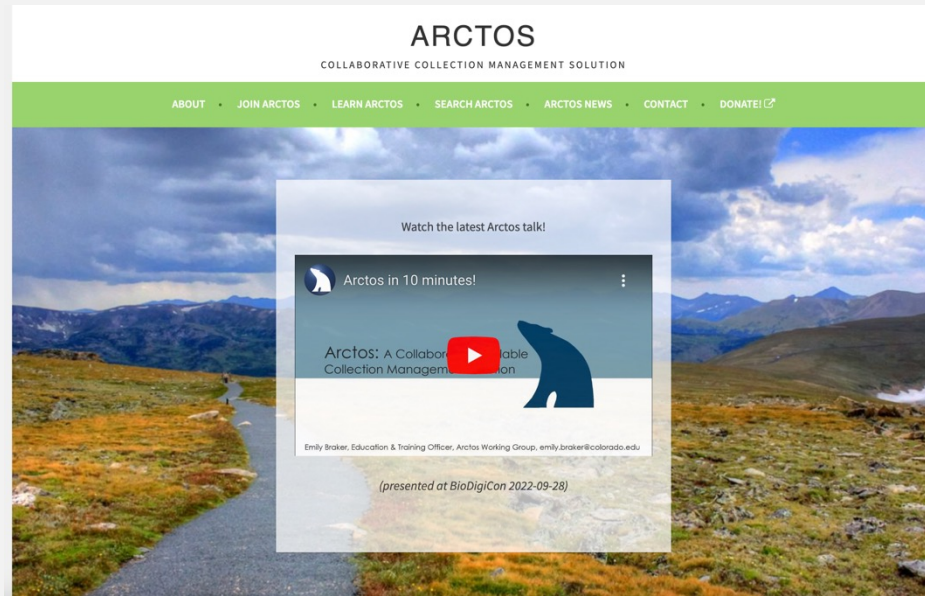 ARCTOS
COLLABORATIVE COLLECTION MANAGEMENT SOLUTION
ABOUT • JOIN ARCTOS • LEARN ARCTOS • SEARCH ARCTOS • ARCTOS NEWS • CONTACT • DONATE!
Watch the latest Arctos talk!
Arctos in 10 minutes!
Arctos: A Collabor
Collection Managem
Emily Braker, Education & Training Officer, Arctos Working Group, emily.braker@colorado.edu
(presented at BioDigiCon 2022-09-28)